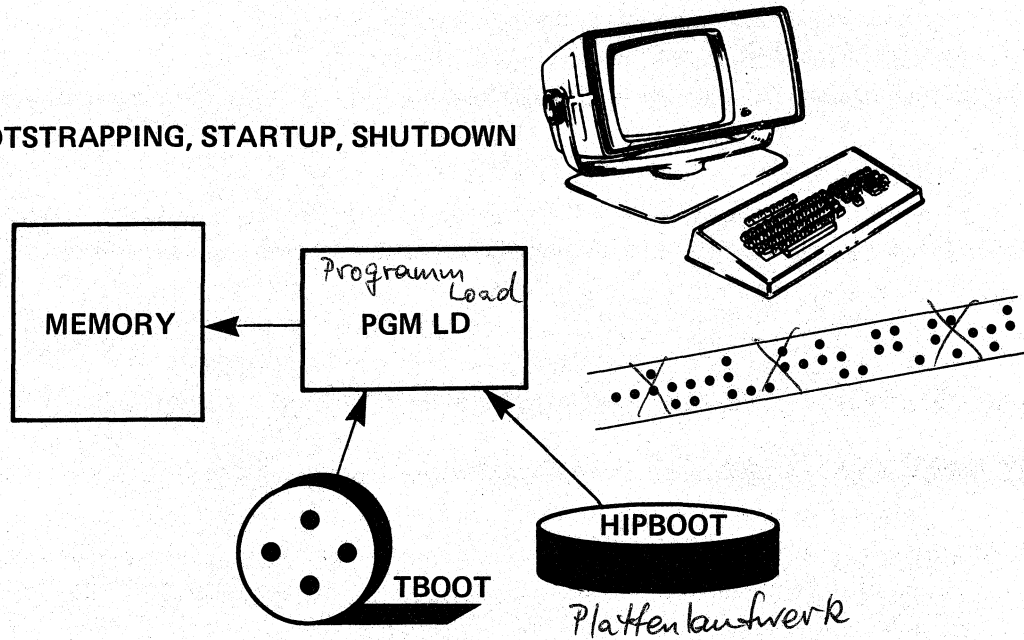 OTSTRAPPING, STARTUP, SHUTDOWN
Programm
Load
MEMORY
PGM LD
HIPBOOT
TBOOT
Plattenlaufwerk